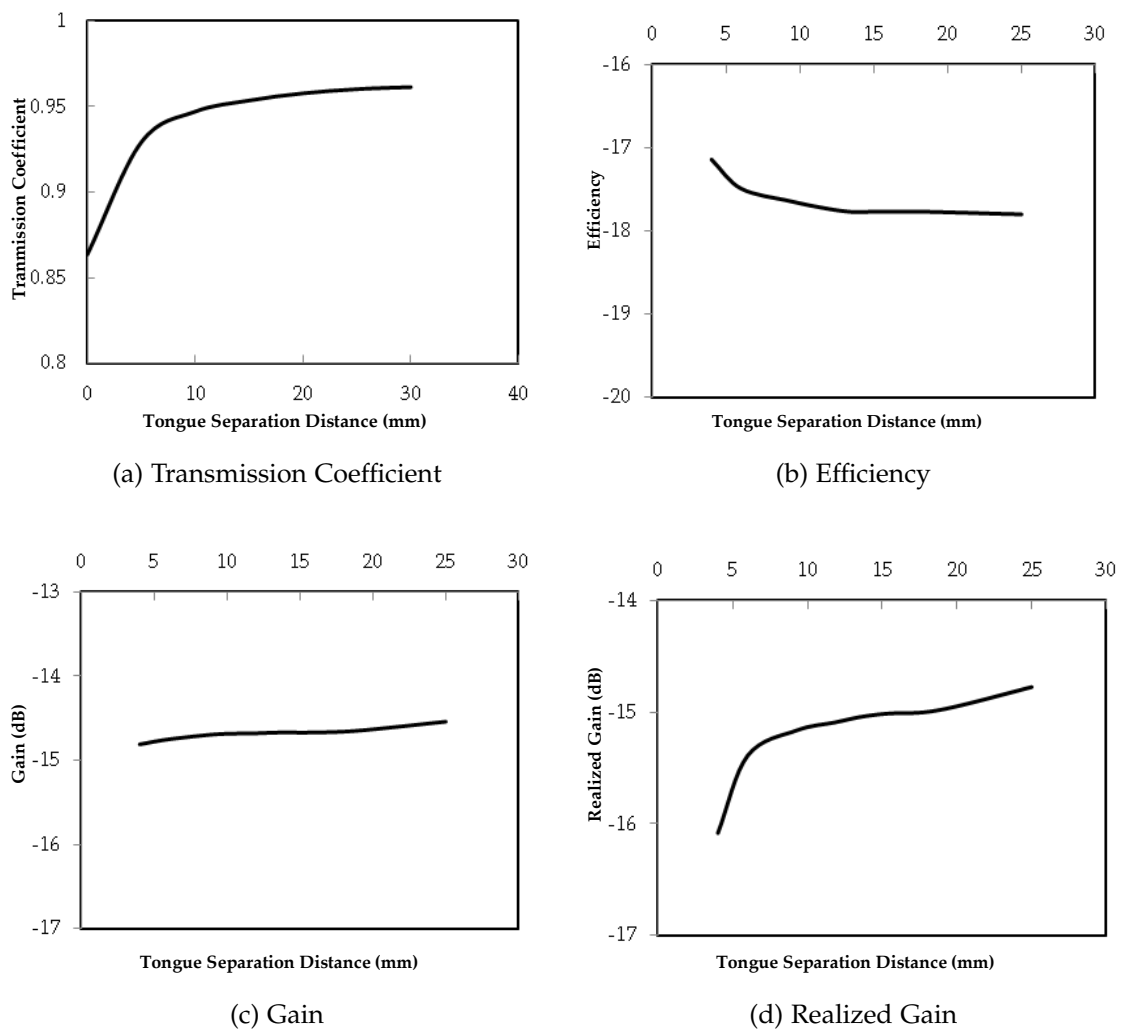 1
0.95
0.9
0.85
0.8
Tranmission Coefficient
0 10 20 30 40
Tongue Separation Distance (mm)
(a) Transmission Coefficient
0 5 10 15 20 25 30
-16
-17
-18
-19
-20
Efficiency
Tongue Separation Distance (mm)
(b) Efficiency
0 5 10 15 20 25 30
-13
-14
-15
-16
-17
Gain (dB)
Tongue Separation Distance (mm)
(c) Gain
0 5 10 15 20 25 30
-14
-15
-16
-17
Realized Gain (dB)
Tongue Separation Distance (mm)
(d) Realized Gain